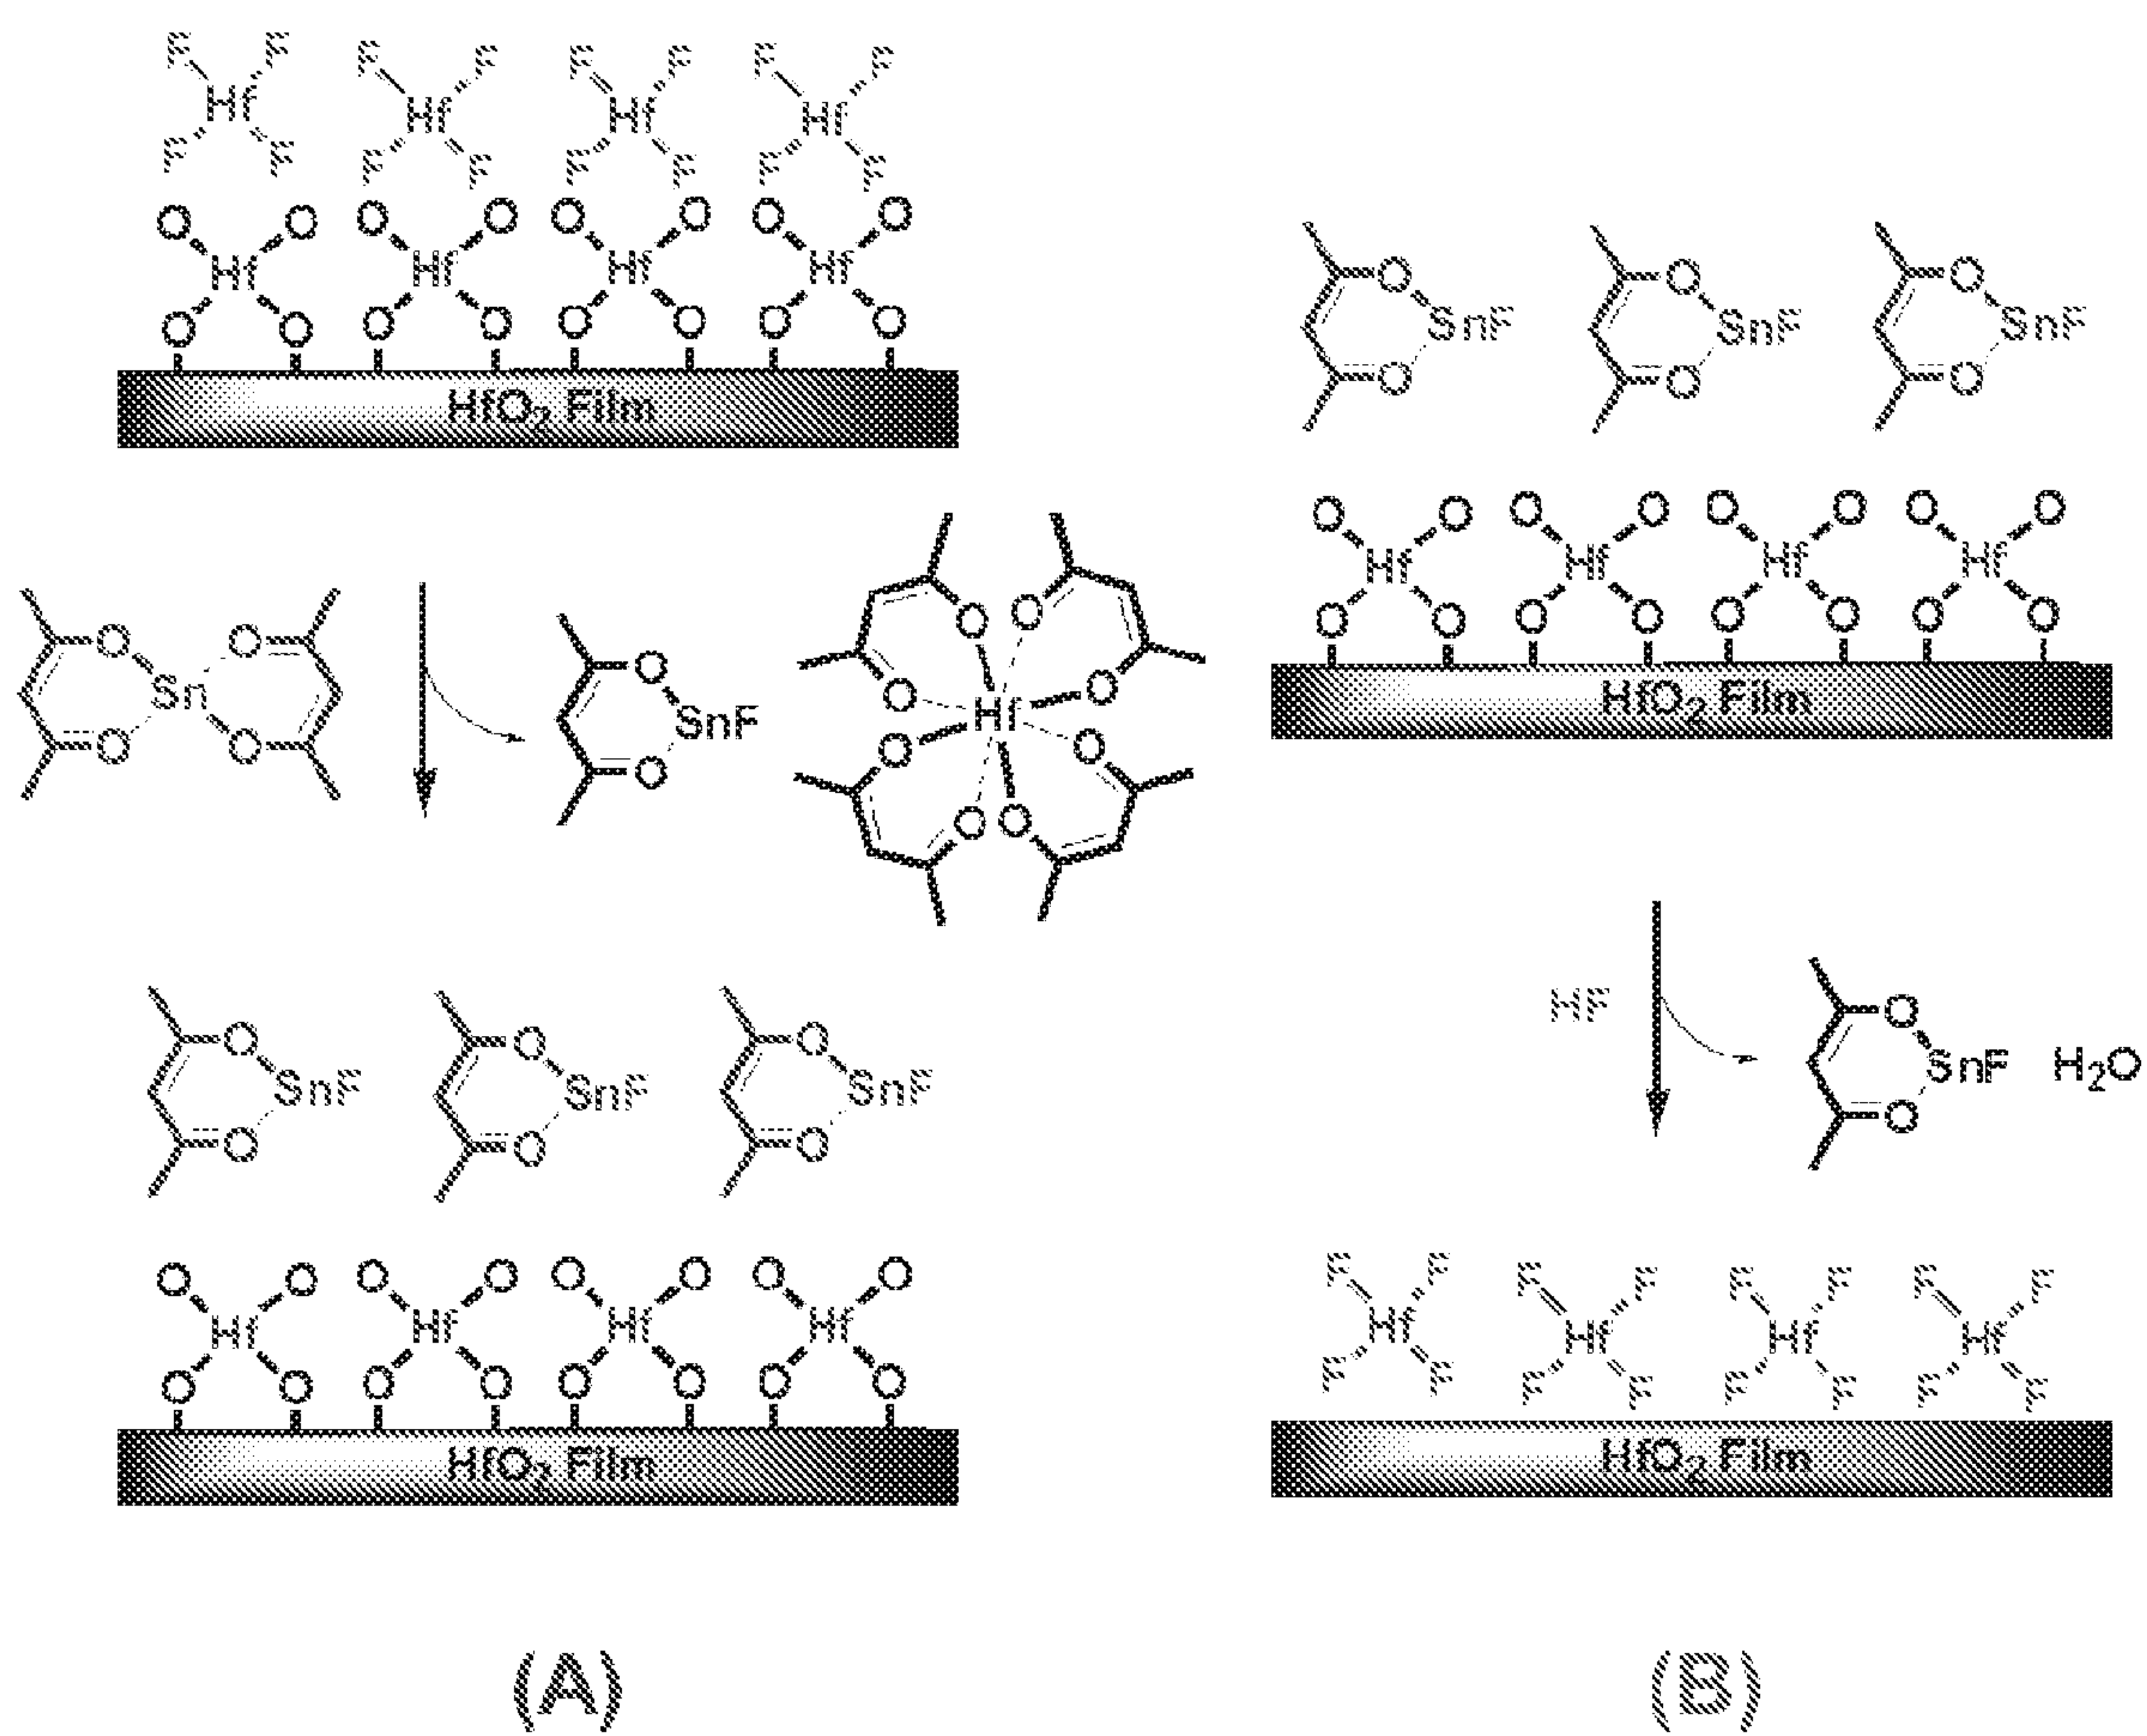 F F F F F F F F
Hf Hf Hf Hf
F F F F F F F F
O O O O O O O O
Hf Hf Hf Hf
O O O O O O O O
HfO2 Film
O O
Sn
O O
O
SnF
O
O O
O O
Hf
O O
O O
O O O
SnF SnF SnF
O O O
O O O O O O O O
Hf Hf Hf Hf
O O O O O O O O
HfO2 Film
(A)
O O O
SnF SnF SnF
O O O
O O O O O O O O
Hf Hf Hf Hf
O O O O O O O O
HfO2 Film
HF
O
SnF H2O
O
F F F F F F F F
Hf Hf Hf Hf
F F F F F F F F
HfO2 Film
(B)